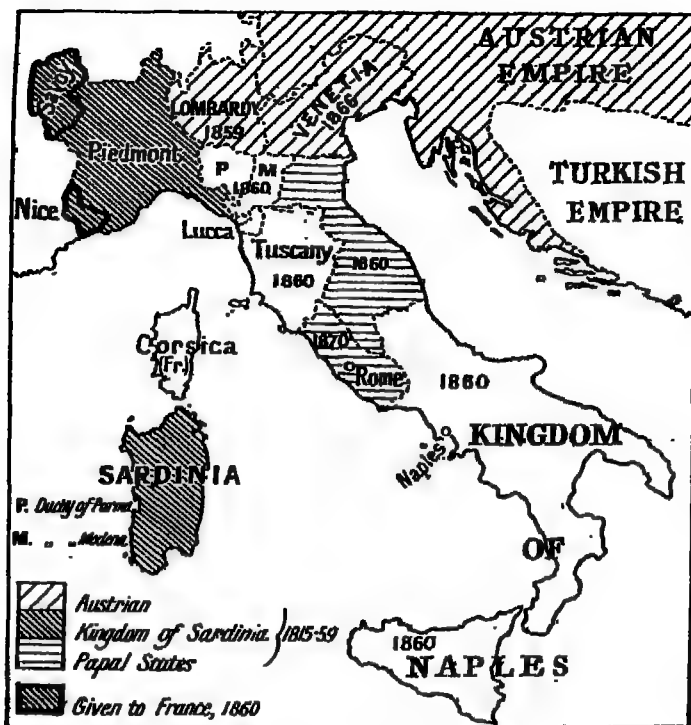 AUSTRIAN
EMPIRE
VENETIA
1866
LOMBARDY
1859
Piedmont
P
M
1860
TURKISH
EMPIRE
Nice
Lucca
Tuscany
1860
1860
Corsica
(Fr.)
1870
Rome
1860
KINGDOM
Naples
SARDINIA
P. Duchy of Parma
M. „ „ Modena
OF
Austrian
Kingdom of Sardinia
1815-59
Papal States
1860
NAPLES
Given to France, 1860